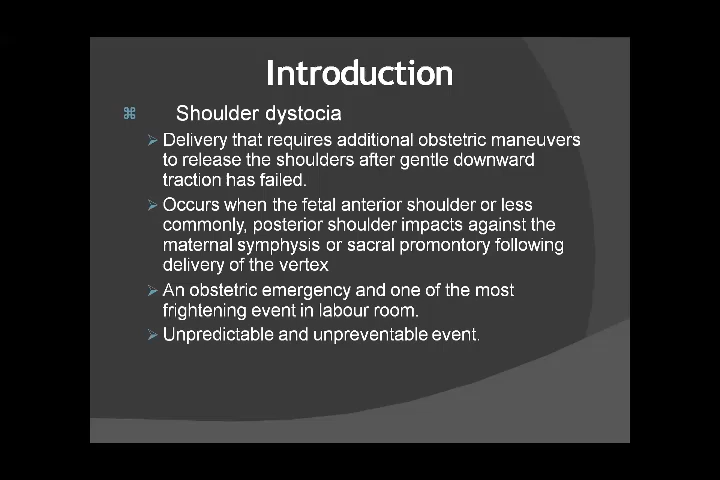 Introduction
Shoulder dystocia
Delivery that requires additional obstetric maneuvers
to release the shoulders after gentle downward
traction has failed.
Occurs when the fetal anterior shoulder or less
commonly, posterior shoulder impacts against the
maternal symphysis or sacral promontory following
delivery of the vertex
An obstetric emergency and one of the most
frightening event in labour room.
Unpredictable and unpreventable event.